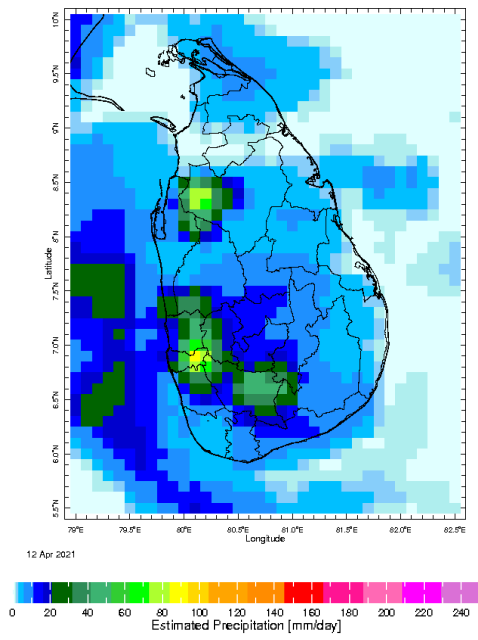 10°N
9.5°N
9°N
8.5°N
8°N
7.5°N
7.0°N
6.5°N
6.0°N
5.5°N
Latitude
79°E 79.5°E 80°E 80.5°E 81.0°E 81.5°E 82.0°E 82.5°E
Longitude
12 Apr 2021
0 20 40 60 80 100 120 140 160 180 200 220 240
Estimated Precipitation [mm/day]